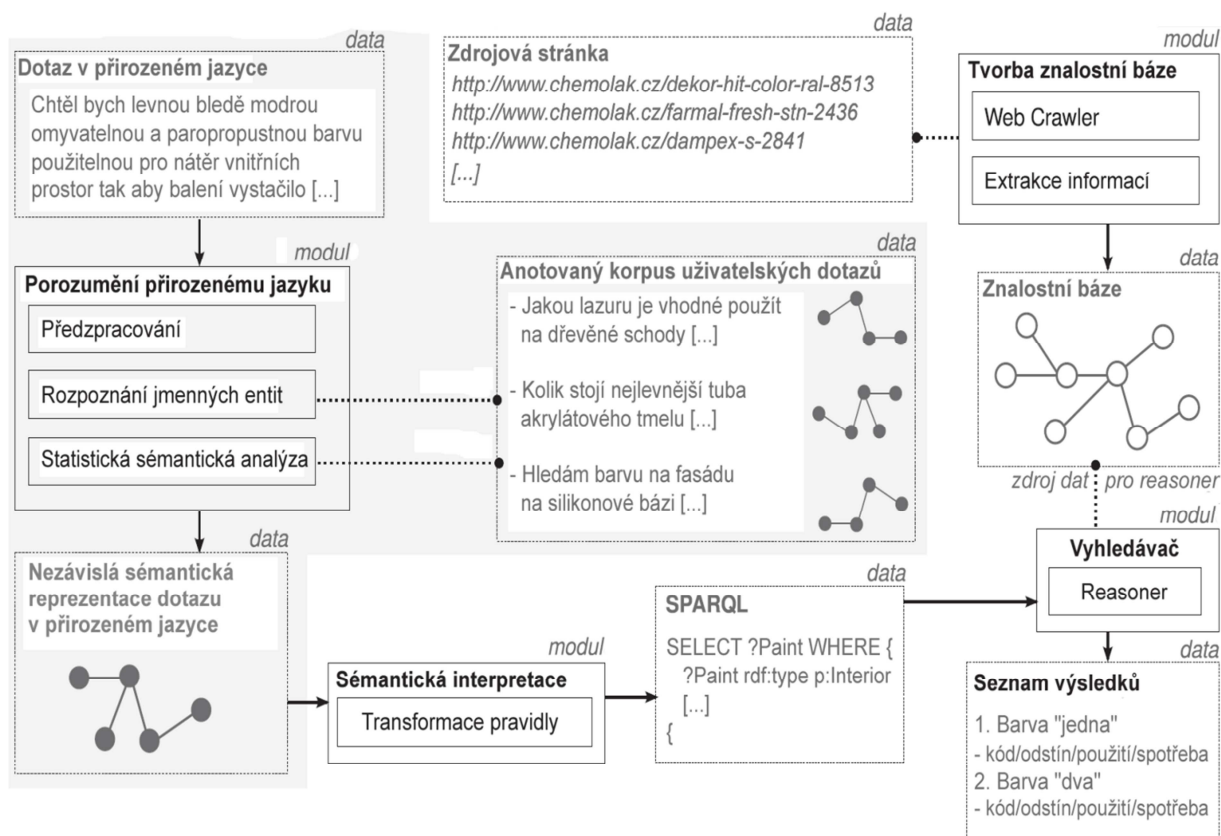 data
Dotaz v přirozeném jazyce
Chtěl bych levnou bledě modrou
omyvatelnou a paropropustnou barvu
použitelnou pro nátěr vnitřních
prostor tak aby balení vystačilo [...]
data
Zdrojová stránka
http://www.chemolak.cz/dekor-hit-color-ral-8513
http://www.chemolak.cz/farmal-fresh-stn-2436
http://www.chemolak.cz/dampex-s-2841
[...]
modul
Tvorba znalostní báze
Web Crawler
Extrakce informací
modul
Porozumění přirozenému jazyku
Předzpracování
Rozpoznání jmenných entit
Statistická sémantická analýza
data
Anotovaný korpus uživatelských dotazů
- Jakou lazuru je vhodné použít
na dřevěné schody [...]
- Kolik stojí nejlevnější tuba
akrylátového tmelu [...]
- Hledám barvu na fasádu
na silikonové bázi [...]
data
Znalostní báze
zdroj dat pro reasoner
data
Nezávislá sémantická
reprezentace dotazu
v přirozeném jazyce
modul
Sémantická interpretace
Transformace pravidly
data
SPARQL
SELECT ?Paint WHERE {
?Paint rdf:type p:Interior
[...]
{
modul
Vyhledávač
Reasoner
data
Seznam výsledků
1. Barva "jedna"
- kód/odstín/použití/spotřeba
2. Barva "dva"
- kód/odstín/použití/spotřeba